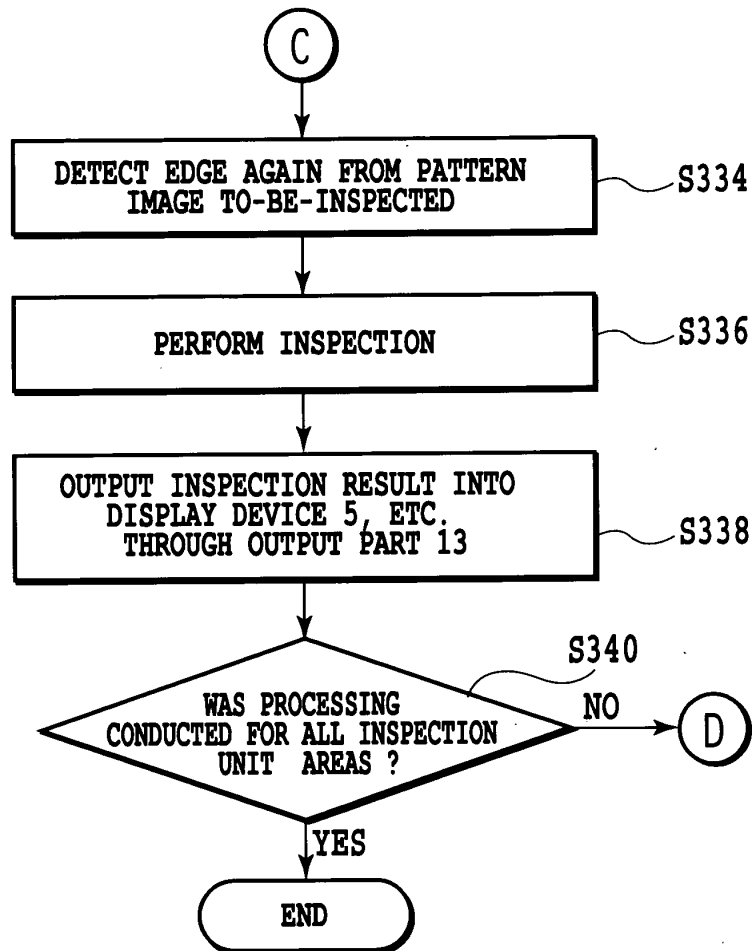 C
DETECT EDGE AGAIN FROM PATTERN
IMAGE TO-BE-INSPECTED
S334
PERFORM INSPECTION
S336
OUTPUT INSPECTION RESULT INTO
DISPLAY DEVICE 5, ETC.
THROUGH OUTPUT PART 13
S338
S340
WAS PROCESSING
CONDUCTED FOR ALL INSPECTION
UNIT AREAS ?
NO
D
YES
END